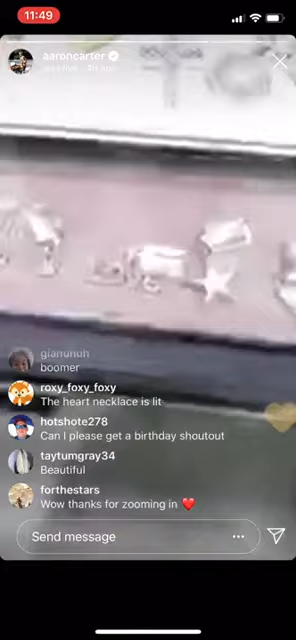 11:49
aaroncarter
gianunuh
boomer
roxy_foxy_foxy
The heart necklace is lit
hotshote278
Can I please get a birthday shoutout
taytumgray34
Beautiful
forthestars
Wow thanks for zooming in ❤️
Send message